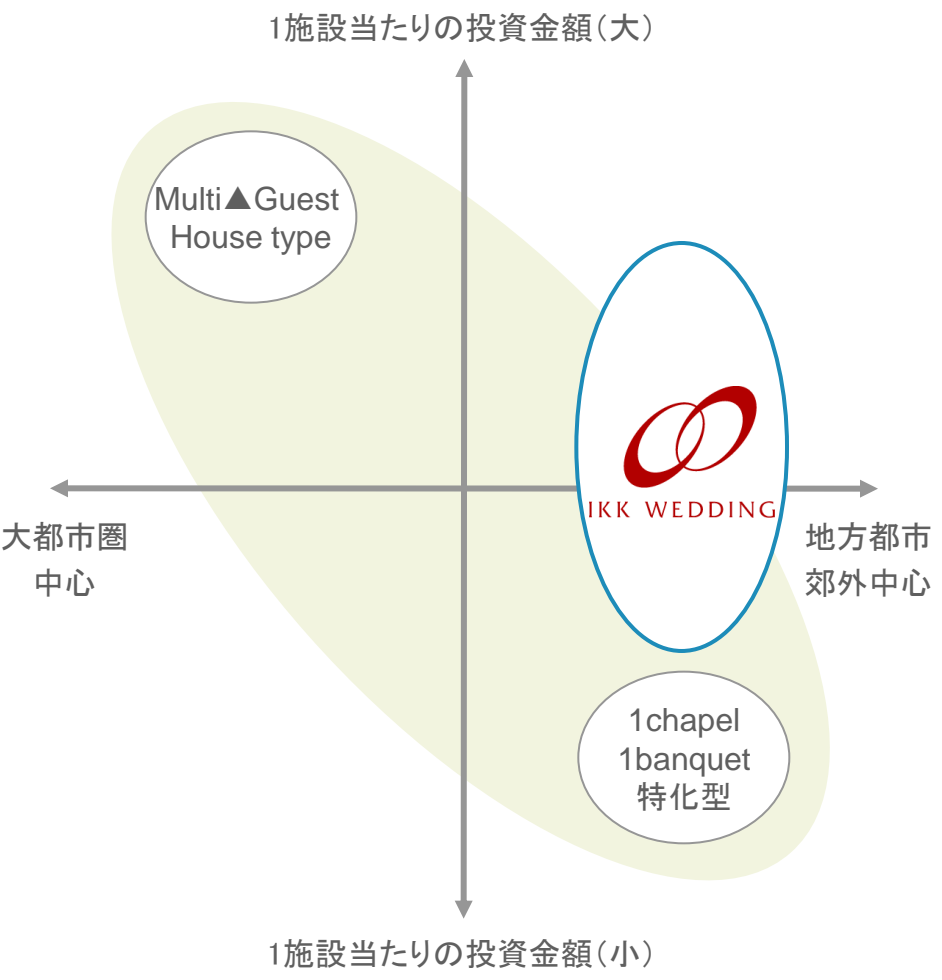 1施設当たりの投資金額(大)
Multi▲Guest
House type
IKK WEDDING
大都市圏
中心
地方都市
郊外中心
1chapel
1banquet
特化型
1施設当たりの投資金額(小)